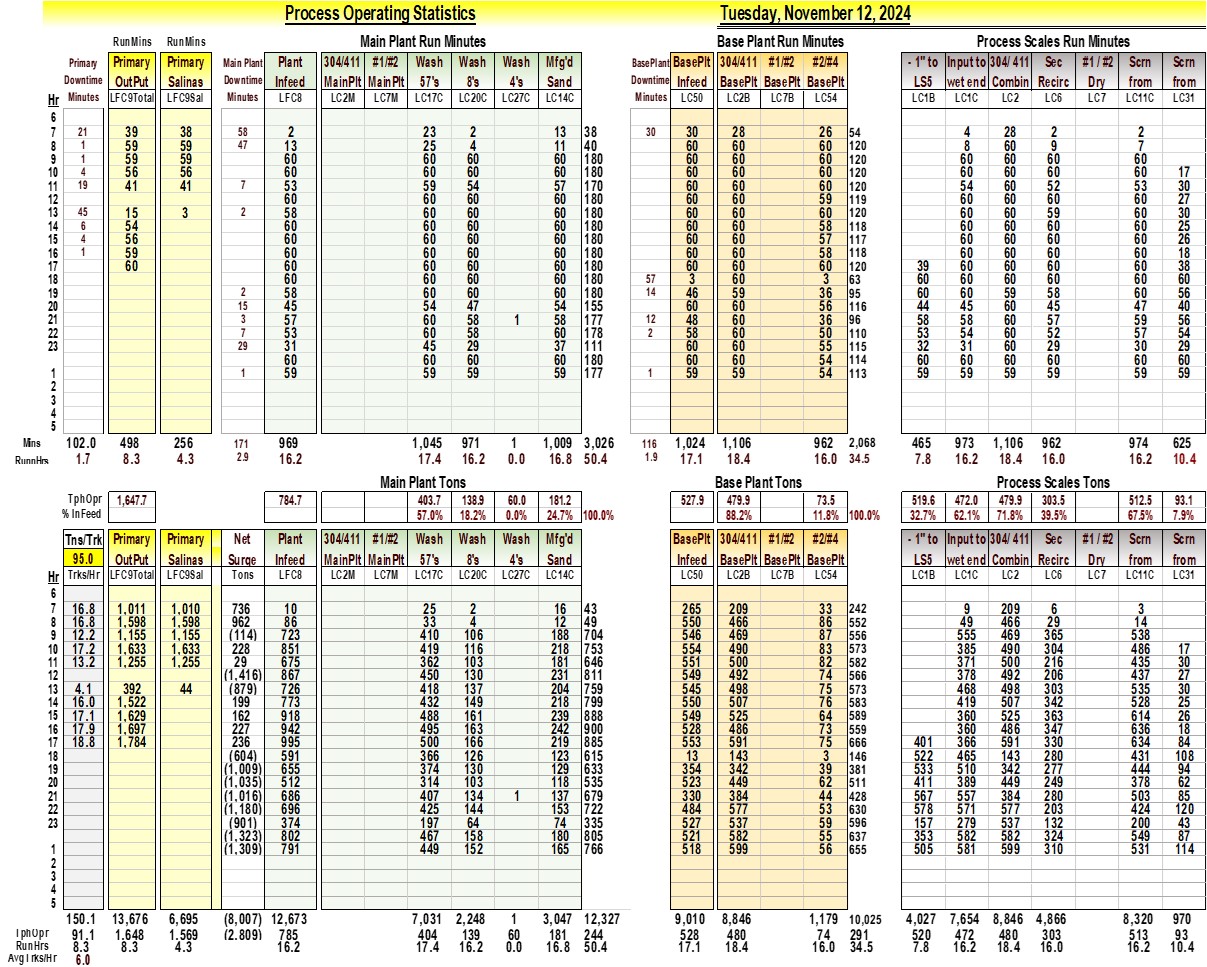 Process Operating Statistics Tuesday, November 12, 2024
RunMins RunMins Main Plant Run Minutes Base Plant Run Minutes Process Scales Run Minutes
Primary Primary Primary Main Plant Plant 304/411 #1/#2 Wash Wash Wash Mfg'd BasePlant BasePlt 304/411 #1/#2 #2/#4 - 1" to Input to 304/ 411 Sec #1 / #2 Scrn Scrn
Downtime OutPut Salinas Downtime Infeed MainPlt MainPlt 57's 8's 4's Sand Downtime Infeed BasePlt BasePlt BasePlt LS5 wet end Combin Recirc Dry from from
Hr Minutes LFC9Total LFC9Sal Minutes LFC8 LC2M LC7M LC17C LC20C LC27C LC14C Minutes LC50 LC2B LC7B LC54 LC1B LC1C LC2 LC6 LC7 LC11C LC31
6
7 21 39 38 58 2 23 2 13 38 30 30 28 26 54 4 28 2 2
8 1 59 59 47 13 25 4 11 40 60 60 60 120 8 60 9 7
9 1 59 59 60 60 60 60 180 60 60 60 120 60 60 60 60
10 4 56 56 60 60 60 60 180 60 60 60 120 60 60 60 60 17
11 19 41 41 7 53 59 54 57 170 60 60 60 120 54 60 52 53 30
12 60 60 60 60 180 60 60 59 119 60 60 60 60 27
13 45 15 3 2 58 60 60 60 180 60 60 60 120 60 60 59 60 30
14 6 54 60 60 60 60 180 60 60 58 118 60 60 60 60 25
15 4 56 60 60 60 60 180 60 60 57 117 60 60 60 60 26
16 1 59 60 60 60 60 180 60 60 58 118 60 60 60 60 18
17 60 60 60 60 60 180 60 60 60 120 39 60 60 60 60 38
18 60 60 60 60 180 57 3 60 3 63 60 60 60 60 60 60
19 2 58 60 60 60 180 14 46 59 36 95 60 60 59 58 60 56
20 15 45 54 47 54 155 60 60 56 116 44 45 60 45 47 40
21 3 57 60 58 1 58 177 12 48 60 36 96 58 58 60 57 59 56
22 7 53 60 58 60 178 2 58 60 50 110 53 54 60 52 57 54
23 29 31 45 29 37 111 60 60 55 115 32 31 60 29 30 29
60 60 60 60 180 60 60 54 114 60 60 60 60 60 60
1 1 59 59 59 59 177 1 59 59 54 113 59 59 59 59 59 59
2
3
4
5
Mins 102.0 498 256 171 969 1,045 971 1 1,009 3,026 116 1,024 1,106 962 2,068 465 973 1,106 962 974 625
RunnHrs 1.7 8.3 4.3 2.9 16.2 17.4 16.2 0.0 16.8 50.4 1.9 17.1 18.4 16.0 34.5 7.8 16.2 18.4 16.0 16.2 10.4
Main Plant Tons Base Plant Tons Process Scales Tons
TphOpr 1,647.7 784.7 403.7 138.9 60.0 181.2 527.9 479.9 73.5 519.6 472.0 479.9 303.5 512.5 93.1
% InFeed 57.0% 18.2% 0.0% 24.7% 100.0% 88.2% 11.8% 100.0% 32.7% 62.1% 71.8% 39.5% 67.5% 7.9%
Tns/Trk Primary Primary Net Plant 304/411 #1/#2 Wash Wash Wash Mfg'd BasePlt 304/411 #1/#2 #2/#4 - 1" to Input to 304/ 411 Sec #1 / #2 Scrn Scrn
95.0 OutPut Salinas Surge Infeed MainPlt MainPlt 57's 8's 4's Sand Infeed BasePlt BasePlt BasePlt LS5 wet end Combin Recirc Dry from from
Hr Trks/Hr LFC9Total LFC9Sal Tons LFC8 LC2M LC7M LC17C LC20C LC27C LC14C LC50 LC2B LC7B LC54 LC1B LC1C LC2 LC6 LC7 LC11C LC31
6
7 16.8 1,011 1,010 736 10 25 2 16 43 265 209 33 242 9 209 6 3
8 16.8 1,598 1,598 962 86 33 4 12 49 550 466 86 552 49 466 29 14
9 12.2 1,155 1,155 (114) 723 410 106 188 704 546 469 87 556 555 469 365 538
10 17.2 1,633 1,633 228 851 419 116 218 753 554 490 83 573 385 490 304 486 17
11 13.2 1,255 1,255 29 675 362 103 181 646 551 500 82 582 371 500 216 435 30
12 (1,416) 867 450 130 231 811 549 492 74 566 378 492 206 437 27
13 4.1 392 44 (879) 726 418 137 204 759 545 498 75 573 468 498 303 535 30
14 16.0 1,522 199 773 432 149 218 799 550 507 76 583 419 507 342 528 25
15 17.1 1,629 162 918 488 161 239 888 549 525 64 589 360 525 363 614 26
16 17.9 1,697 227 942 495 163 242 900 528 486 73 559 360 486 347 636 18
17 18.8 1,784 236 995 500 166 219 885 553 591 75 666 401 366 591 330 634 84
18 (604) 591 366 126 123 615 13 143 3 146 522 465 143 280 431 108
19 (1,009) 655 374 130 129 633 354 342 39 381 533 510 342 277 444 94
20 (1,035) 512 314 103 118 535 523 449 62 511 411 389 449 249 378 62
21 (1,016) 686 407 134 1 137 679 330 384 44 428 567 557 384 280 503 85
22 (1,180) 696 425 144 153 722 484 577 53 630 578 571 577 203 424 120
23 (901) 374 197 64 74 335 527 537 59 596 157 279 537 132 200 43
(1,323) 802 467 158 180 805 521 582 55 637 353 582 582 324 549 87
1 (1,309) 791 449 152 165 766 518 599 56 655 505 581 599 310 531 114
2
3
4
5
150.1 13,676 6,695 (8,007) 12,673 7,031 2,248 1 3,047 12,327 9,010 8,846 1,179 10,025 4,027 7,654 8,846 4,866 8,320 970
TphOpr 91.1 1,648 1,569 (2,809) 785 404 139 60 181 244 528 480 74 291 520 472 480 303 513 93
RunHrs 8.3 8.3 4.3 16.2 17.4 16.2 0.0 16.8 50.4 17.1 18.4 16.0 34.5 7.8 16.2 18.4 16.0 16.2 10.4
AvgTrks/Hr 6.0